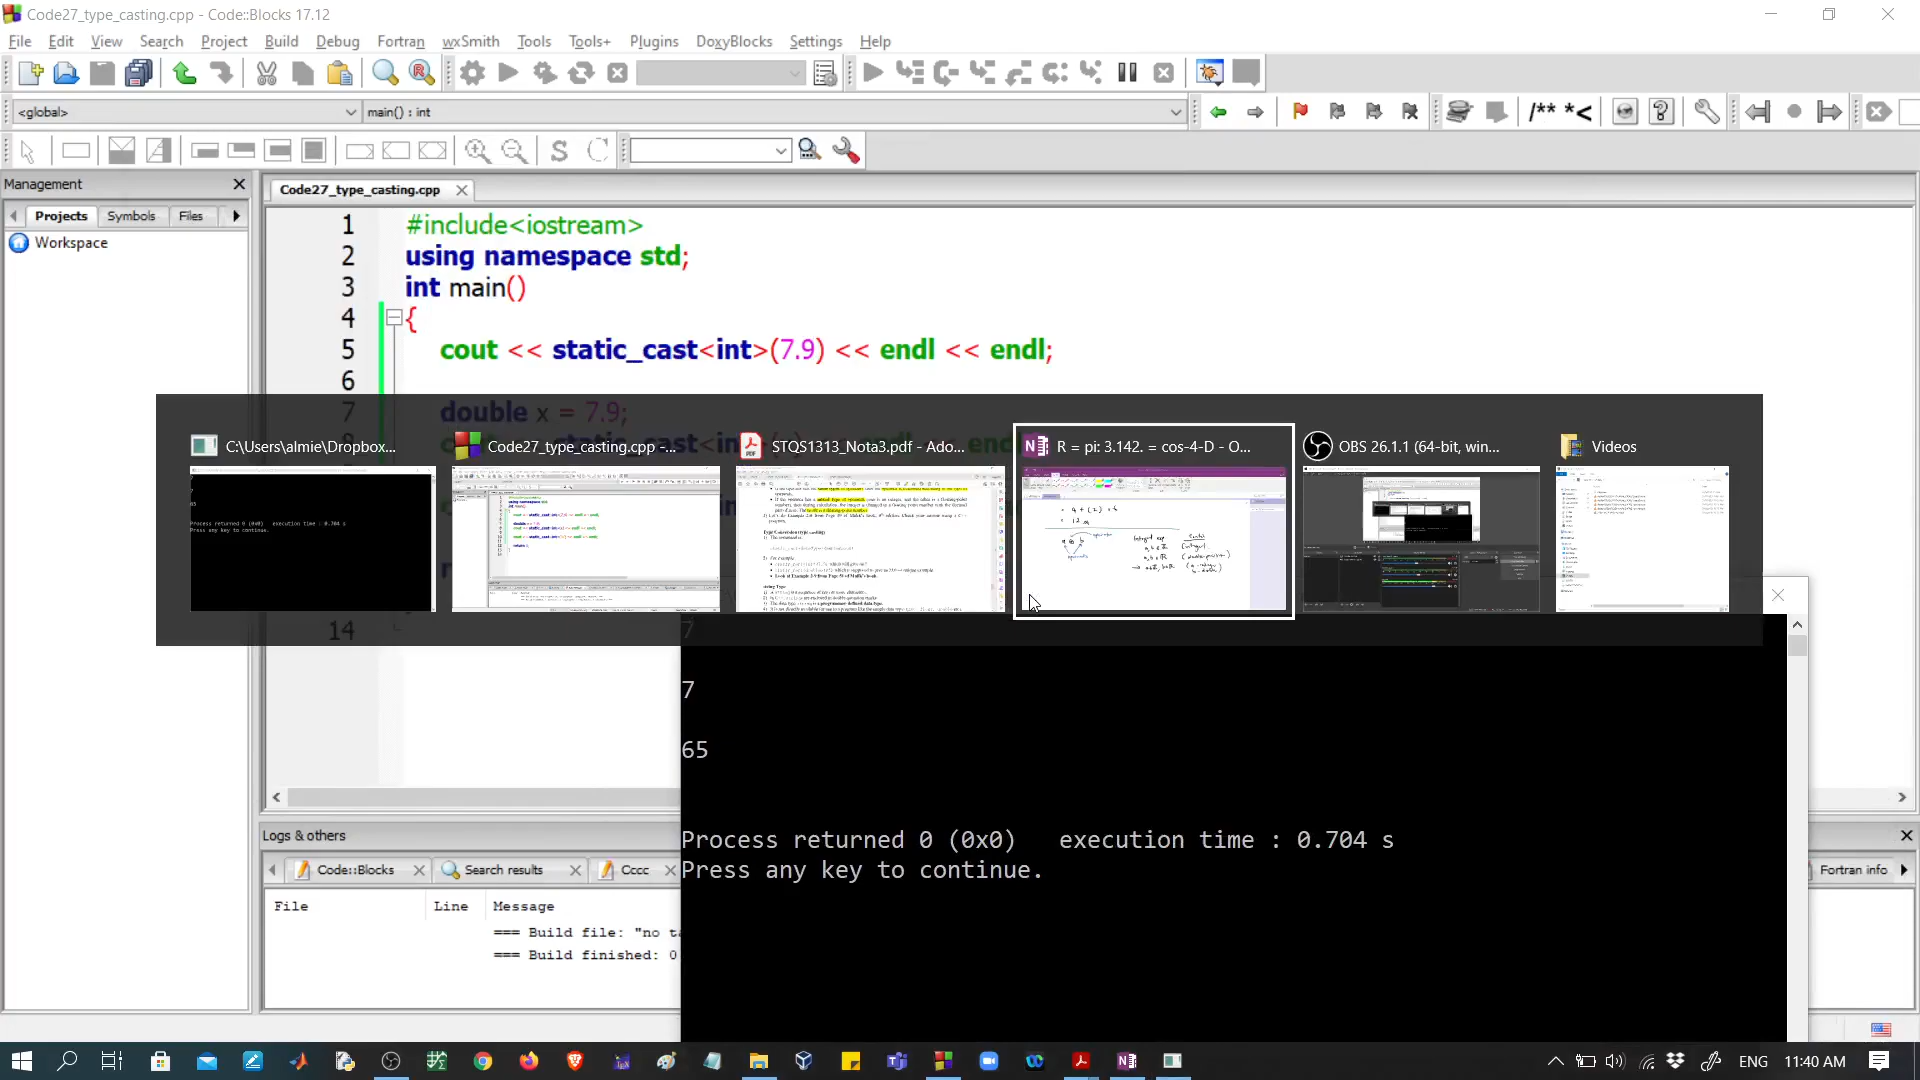 Code27_type_casting.cpp - Code::Blocks 17.12
File Edit View Search Project Build Debug Fortran wxSmith Tools Tools+ Plugins DoxyBlocks Settings Help
<global> main() : int
/** *<
Management
Code27_type_casting.cpp
Projects Symbols Files
Workspace
1 #include<iostream>
2 using namespace std;
3 int main()
4 {
5 cout << static_cast<int>(7.9) << endl << endl;
6
7 double x = 7.9;
C:\Users\almie\Dropbox...
Code27_type_casting.cpp -...
STQS1313_Nota3.pdf - Ado...
R = pi: 3.142. = cos-4-D - O...
OBS 26.1.1 (64-bit, win...
Videos
14
7
7
65
Process returned 0 (0x0) execution time : 0.704 s
Press any key to continue.
Logs & others
Code::Blocks Search results Cccc Fortran info
File Line Message
=== Build file: "no ta
=== Build finished: 0
ENG 11:40 AM